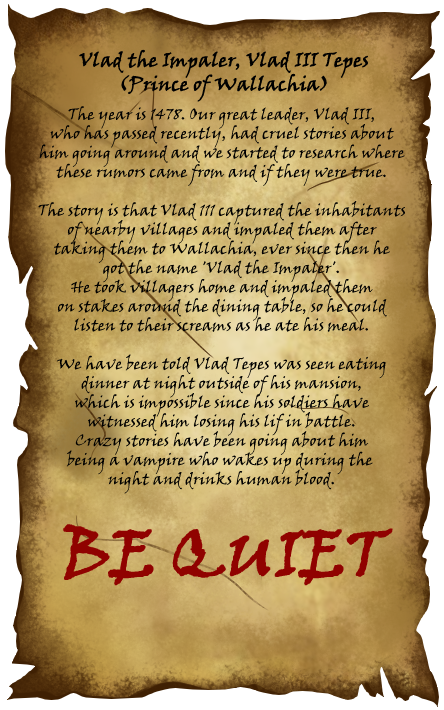 Vlad the Impaler, Vlad III Tepes
(Prince of Wallachia)
The year is 1478. Our great leader, Vlad III,
who has passed recently, had cruel stories about
him going around and we started to research where
these rumors came from and if they were true.
The story is that Vlad III captured the inhabitants
of nearby villages and impaled them after
taking them to Wallachia, ever since then he
got the name 'Vlad the Impaler'.
He took villagers home and impaled them
on stakes around the dining table, so he could
listen to their screams as he ate his meal.
We have been told Vlad Tepes was seen eating
dinner at night outside of his mansion,
which is impossible since his soldiers have
witnessed him losing his lif in battle.
Crazy stories have been going about him
being a vampire who wakes up during the
night and drinks human blood.
BE QUIET